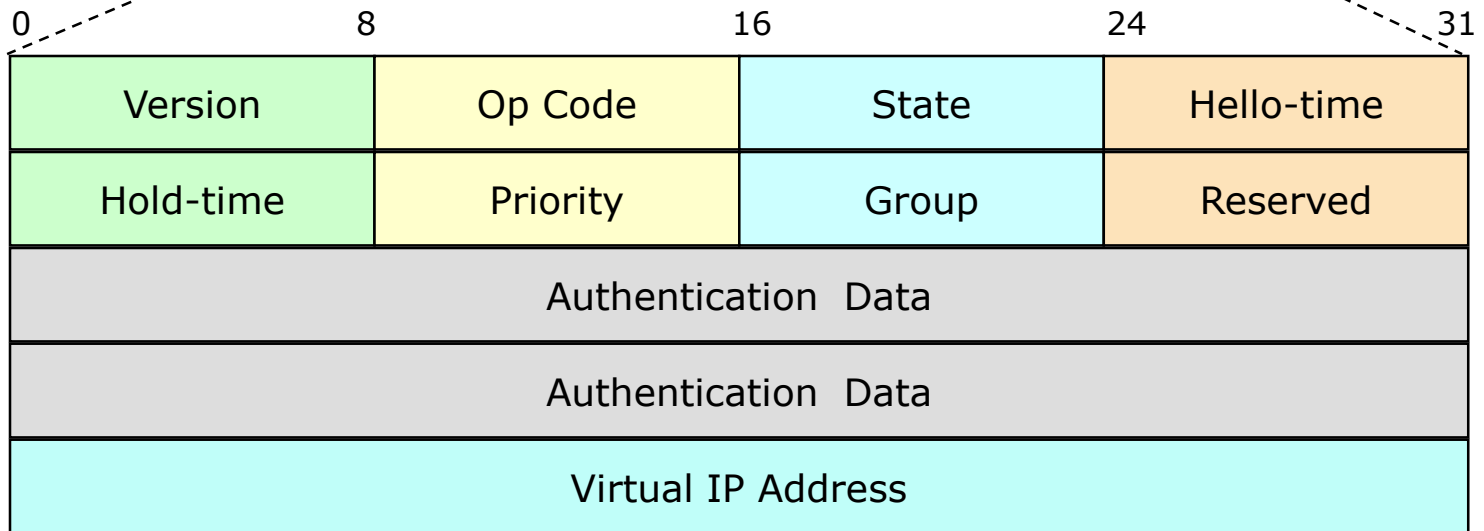 0 8 16 24 31
Version Op Code State Hello-time
Hold-time Priority Group Reserved
Authentication Data
Authentication Data
Virtual IP Address